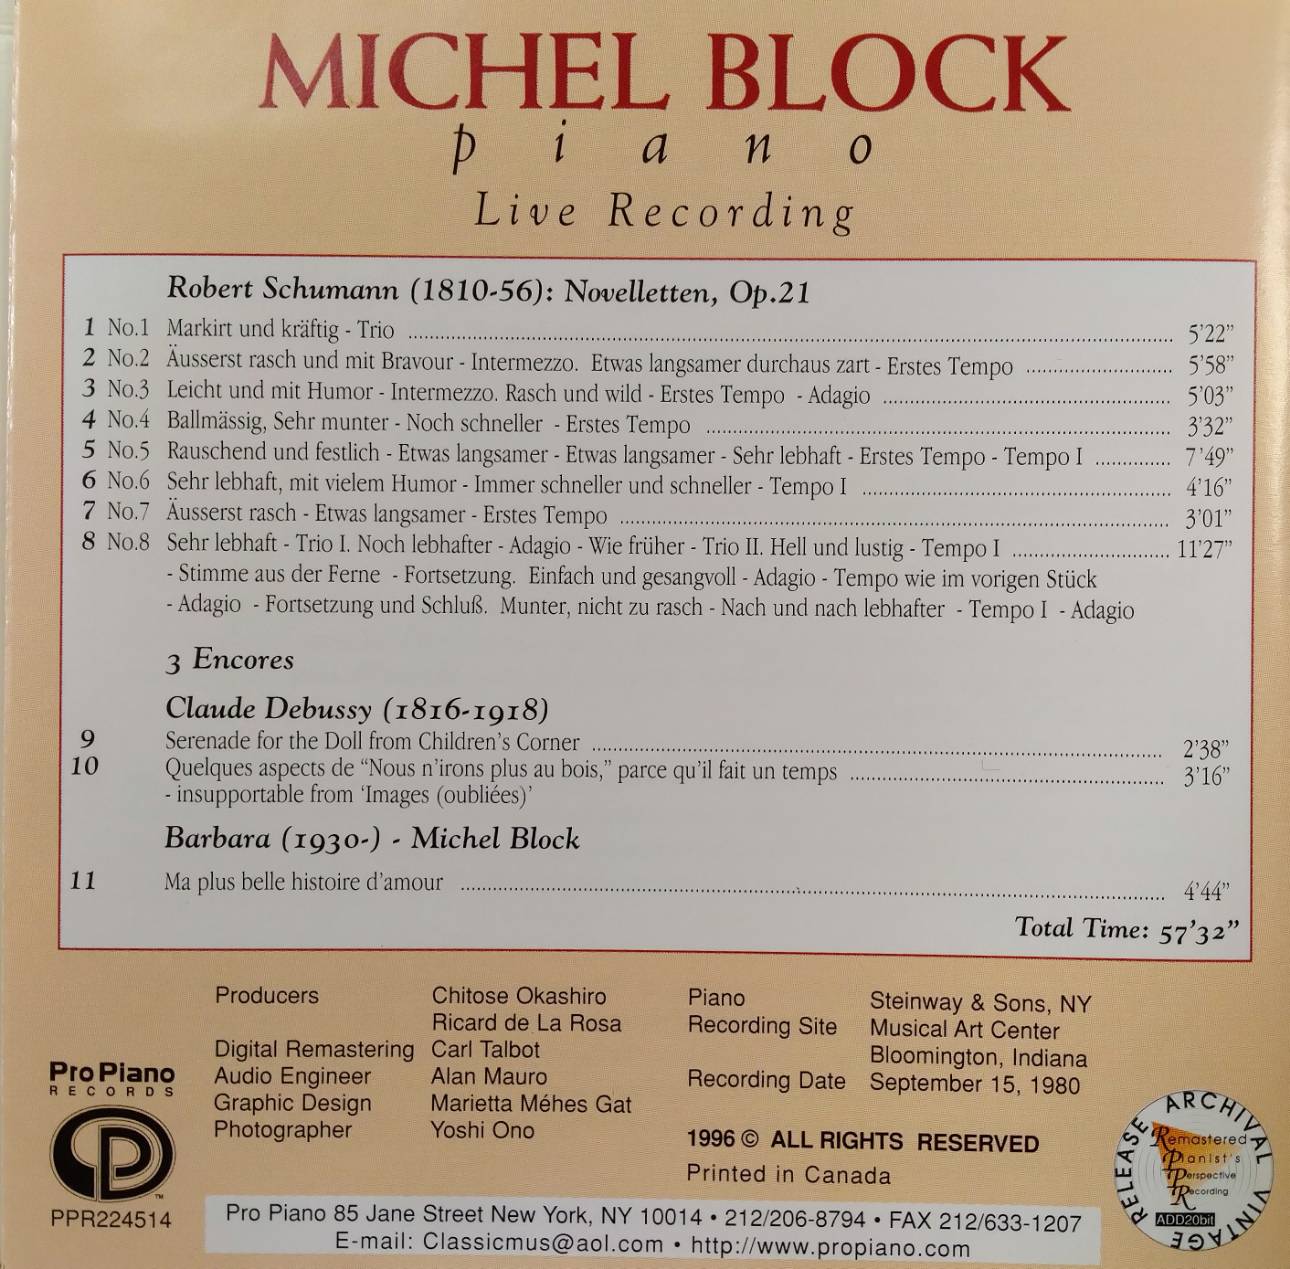 MICHEL BLOCK
piano
Live Recording
Robert Schumann (1810-56): Novelletten, Op.21
1 No.1 Markirt und kräftig - Trio ........ 5'22"
2 No.2 Äusserst rasch und mit Bravour - Intermezzo. Etwas langsamer durchaus zart - Erstes Tempo ........ 5'58"
3 No.3 Leicht und mit Humor - Intermezzo. Rasch und wild - Erstes Tempo - Adagio ........ 5'03"
4 No.4 Ballmässig, Sehr munter - Noch schneller - Erstes Tempo ........ 3'32"
5 No.5 Rauschend und festlich - Etwas langsamer - Etwas langsamer - Sehr lebhaft - Erstes Tempo - Tempo I ........ 7'49"
6 No.6 Sehr lebhaft, mit vielem Humor - Immer schneller und schneller - Tempo I ........ 4'16"
7 No.7 Äusserst rasch - Etwas langsamer - Erstes Tempo ........ 3'01"
8 No.8 Sehr lebhaft - Trio I. Noch lebhafter - Adagio - Wie früher - Trio II. Hell und lustig - Tempo I ........ 11'27"
- Stimme aus der Ferne - Fortsetzung. Einfach und gesangvoll - Adagio - Tempo wie im vorigen Stück
- Adagio - Fortsetzung und Schluß. Munter, nicht zu rasch - Nach und nach lebhafter - Tempo I - Adagio
3 Encores
Claude Debussy (1816-1918)
9 Serenade for the Doll from Children's Corner ........ 2'38"
10 Quelques aspects de "Nous n'irons plus au bois," parce qu'il fait un temps ........ 3'16"
- insupportable from 'Images (oubliées)'
Barbara (1930-) - Michel Block
11 Ma plus belle histoire d'amour ........ 4'44"
Total Time: 57'32"
Producers Chitose Okashiro
Ricard de La Rosa
Digital Remastering Carl Talbot
Audio Engineer Alan Mauro
Graphic Design Marietta Méhes Gat
Photographer Yoshi Ono
Piano Steinway & Sons, NY
Recording Site Musical Art Center
Bloomington, Indiana
Recording Date September 15, 1980
1996 © ALL RIGHTS RESERVED
Printed in Canada
Pro Piano
RECORDS
P
TM
PPR224514
Pro Piano 85 Jane Street New York, NY 10014 • 212/206-8794 • FAX 212/633-1207
E-mail: Classicmus@aol.com • http://www.propiano.com
RELEASE ARCHIVAL VINTAGE
Remastered
Pianist's
Perspective
Recording
ADD20bit